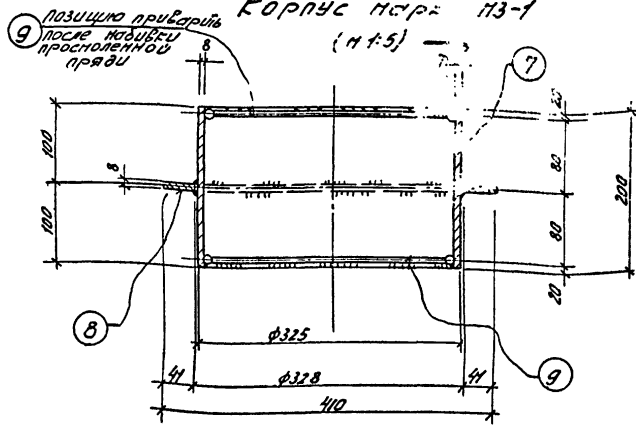 Корпус марк МЗ-1
(М 1:5)
9
позицию приварить
после набивки
просмоленной
пряди
8
7
20
100
80
200
8
100
80
20
8
ф325
9
41
ф328
41
410